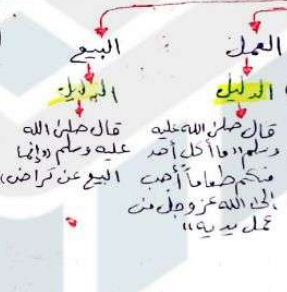 العمل
الدليل
قال صلى الله عليه
وسلم «ما أكل أحد
منكم طعاماً أحب
إلى الله عز وجل من
عمل يديه»
البيع
الدليل
قال صلى الله
عليه وسلم «إنما
البيع عن تراض»